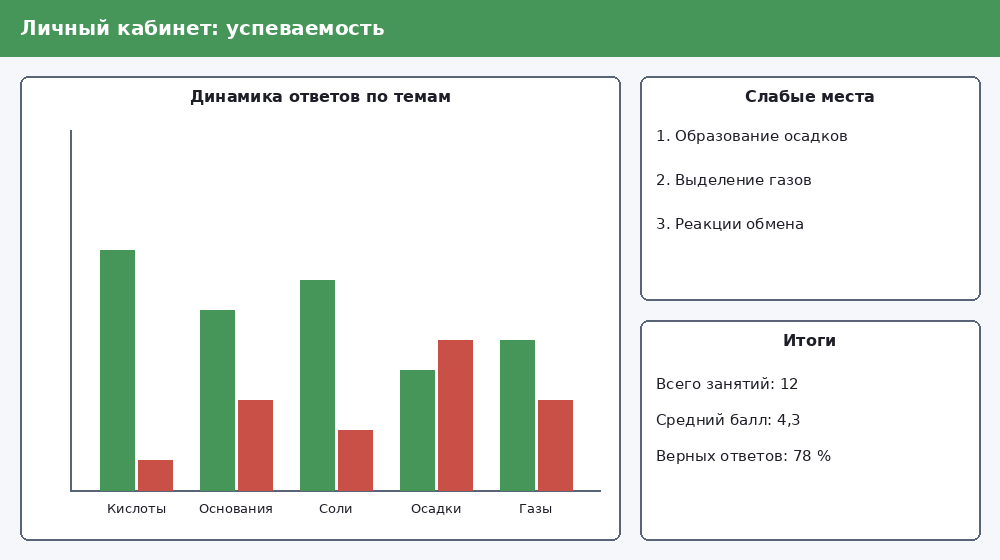 Личный кабинет: успеваемость
Динамика ответов по темам
Кислоты
Основания
Соли
Осадки
Газы
Слабые места
1. Образование осадков
2. Выделение газов
3. Реакции обмена
Итоги
Всего занятий: 12
Средний балл: 4,3
Верных ответов: 78 %